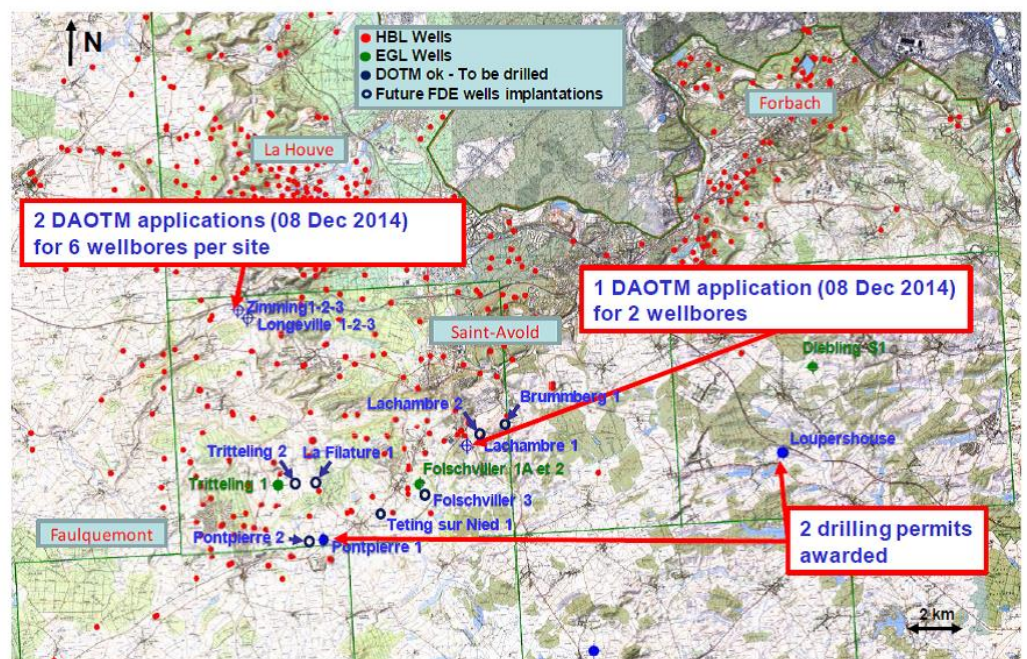 N
HBL Wells
EGL Wells
DOTM ok - To be drilled
Future FDE wells implantations
Forbach
La Houve
2 DAOTM applications (08 Dec 2014)
for 6 wellbores per site
1 DAOTM application (08 Dec 2014)
for 2 wellbores
Zimming1-2-3
Longeville 1-2-3
Saint-Avold
Diebling S1
Brummberg 1
Lachambre 2
Lachambre 1
Loupershouse
Tritteling 2
La Filature 1
Folschviller 1A et 2
Tritteling 1
Folschviller 3
Teting sur Nied 1
Faulquemont
Pontpierre 2
Pontpierre 1
2 drilling permits
awarded
2 km